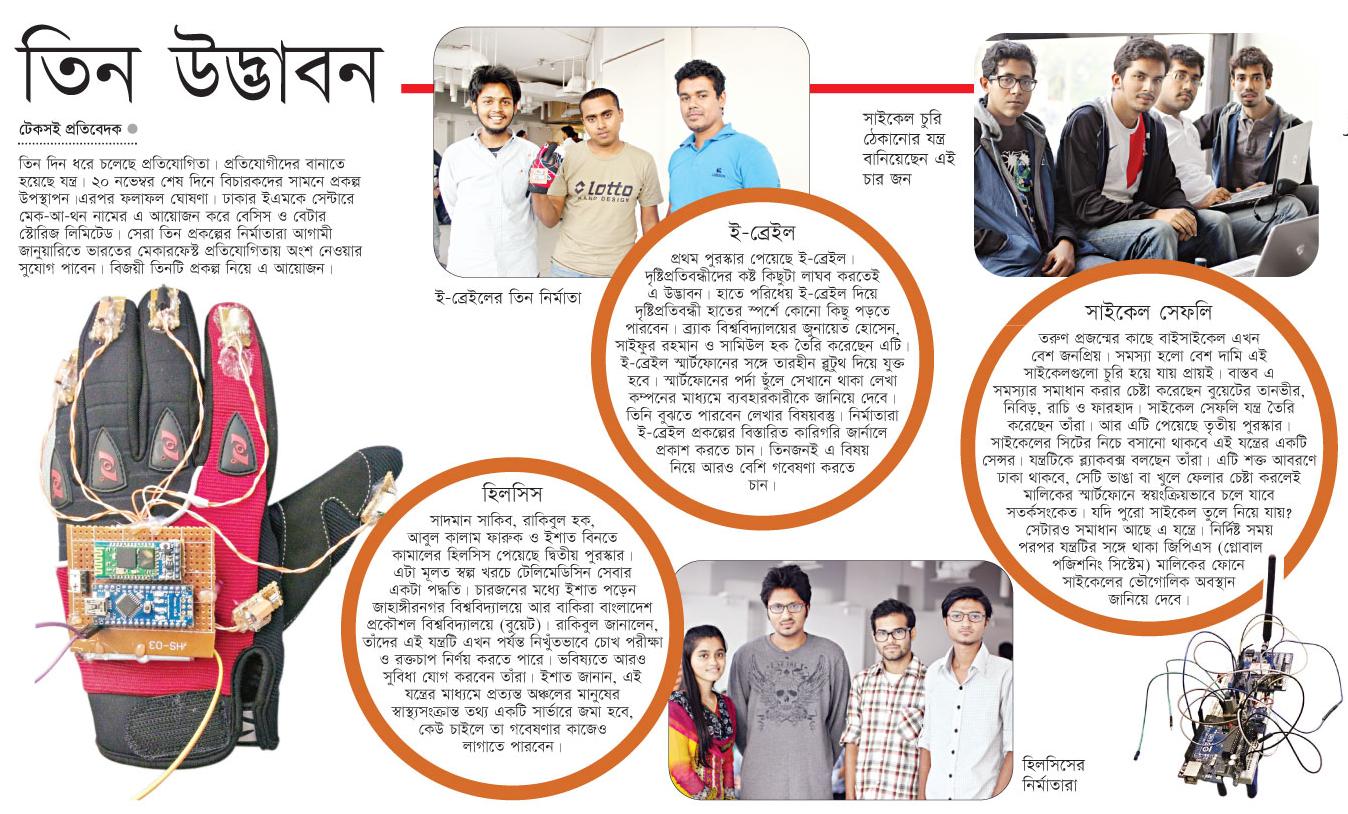 তিন উদ্ভাবন
টেকসই প্রতিবেদক
তিন দিন ধরে চলেছে প্রতিযোগিতা। প্রতিযোগীদের বানাতে
হয়েছে যন্ত্র। ২০ নভেম্বর শেষ দিনে বিচারকদের সামনে প্রকল্প
উপস্থাপন।এরপর ফলাফল ঘোষণা। ঢাকার ইএমকে সেন্টারে
মেক-আ-থন নামের এ আয়োজন করে বেসিস ও বেটার
স্টোরিজ লিমিটেড। সেরা তিন প্রকল্পের নির্মাতারা আগামী
জানুয়ারিতে ভারতের মেকারফেস্ট প্রতিযোগিতায় অংশ নেওয়ার
সুযোগ পাবেন। বিজয়ী তিনটি প্রকল্প নিয়ে এ আয়োজন।
lotto
HAND DESIGN
ই-ব্রেইলের তিন নির্মাতা
ই-ব্রেইল
প্রথম পুরস্কার পেয়েছে ই-ব্রেইল।
দৃষ্টিপ্রতিবন্ধীদের কষ্ট কিছুটা লাঘব করতেই
এ উদ্ভাবন। হাতে পরিধেয় ই-ব্রেইল দিয়ে
দৃষ্টিপ্রতিবন্ধী হাতের স্পর্শে কোনো কিছু পড়তে
পারবেন। ব্র্যাক বিশ্ববিদ্যালয়ের জুনায়েত হোসেন,
সাইফুর রহমান ও সামিউল হক তৈরি করেছেন এটি।
ই-ব্রেইল স্মার্টফোনের সঙ্গে তারহীন ব্লুটুথ দিয়ে যুক্ত
হবে। স্মার্টফোনের পর্দা ছুঁলে সেখানে থাকা লেখা
কম্পনের মাধ্যমে ব্যবহারকারীকে জানিয়ে দেবে।
তিনি বুঝতে পারবেন লেখার বিষয়বস্তু। নির্মাতারা
ই-ব্রেইল প্রকল্পের বিস্তারিত কারিগরি জার্নালে
প্রকাশ করতে চান। তিনজনই এ বিষয়
নিয়ে আরও বেশি গবেষণা করতে
চান।
সাইকেল চুরি
ঠেকানোর যন্ত্র
বানিয়েছেন এই
চার জন
সাইকেল সেফলি
তরুণ প্রজন্মের কাছে বাইসাইকেল এখন
বেশ জনপ্রিয়। সমস্যা হলো বেশ দামি এই
সাইকেলগুলো চুরি হয়ে যায় প্রায়ই। বাস্তব এ
সমস্যার সমাধান করার চেষ্টা করেছেন বুয়েটের তানভীর,
নিবিড়, রাচি ও ফারহাদ। সাইকেল সেফলি যন্ত্র তৈরি
করেছেন তাঁরা। আর এটি পেয়েছে তৃতীয় পুরস্কার।
সাইকেলের সিটের নিচে বসানো থাকবে এই যন্ত্রের একটি
সেন্সর। যন্ত্রটিকে ব্ল্যাকবক্স বলছেন তাঁরা। এটি শক্ত আবরণে
ঢাকা থাকবে, সেটি ভাঙা বা খুলে ফেলার চেষ্টা করলেই
মালিকের স্মার্টফোনে স্বয়ংক্রিয়ভাবে চলে যাবে
সতর্কসংকেত। যদি পুরো সাইকেল তুলে নিয়ে যায়?
সেটারও সমাধান আছে এ যন্ত্রে। নির্দিষ্ট সময়
পরপর যন্ত্রটির সঙ্গে থাকা জিপিএস (গ্লোবাল
পজিশনিং সিস্টেম) মালিকের ফোনে
সাইকেলের ভৌগোলিক অবস্থান
জানিয়ে দেবে।
হিলসিস
সাদমান সাকিব, রাকিবুল হক,
আবুল কালাম ফারুক ও ইশাত বিনতে
কামালের হিলসিস পেয়েছে দ্বিতীয় পুরস্কার।
এটা মূলত স্বল্প খরচে টেলিমেডিসিন সেবার
একটা পদ্ধতি। চারজনের মধ্যে ইশাত পড়েন
জাহাঙ্গীরনগর বিশ্ববিদ্যালয়ে আর বাকিরা বাংলাদেশ
প্রকৌশল বিশ্ববিদ্যালয়ে (বুয়েট)। রাকিবুল জানালেন,
তাঁদের এই যন্ত্রটি এখন পর্যন্ত নিখুঁতভাবে চোখ পরীক্ষা
ও রক্তচাপ নির্ণয় করতে পারে। ভবিষ্যতে আরও
সুবিধা যোগ করবেন তাঁরা। ইশাত জানান, এই
যন্ত্রের মাধ্যমে প্রত্যন্ত অঞ্চলের মানুষের
স্বাস্থ্যসংক্রান্ত তথ্য একটি সার্ভারে জমা হবে,
কেউ চাইলে তা গবেষণার কাজেও
লাগাতে পারবেন।
AHS-03
হিলসিসের
নির্মাতারা